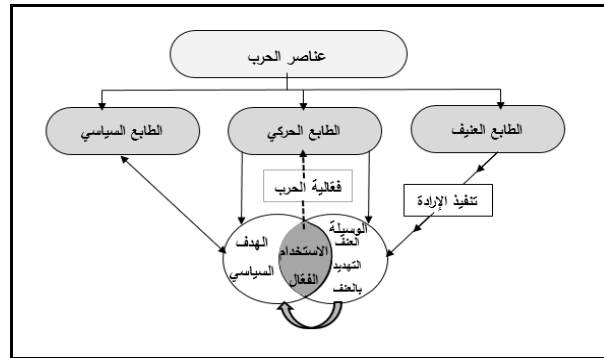 عناصر الحرب
الطابع العنيف
الطابع الحركي
الطابع السياسي
فعّالية الحرب
تنفيذ الإرادة
الوسيلة
العنف
التهديد
بالعنف
الاستخدام
الفعّال
الهدف
السياسي